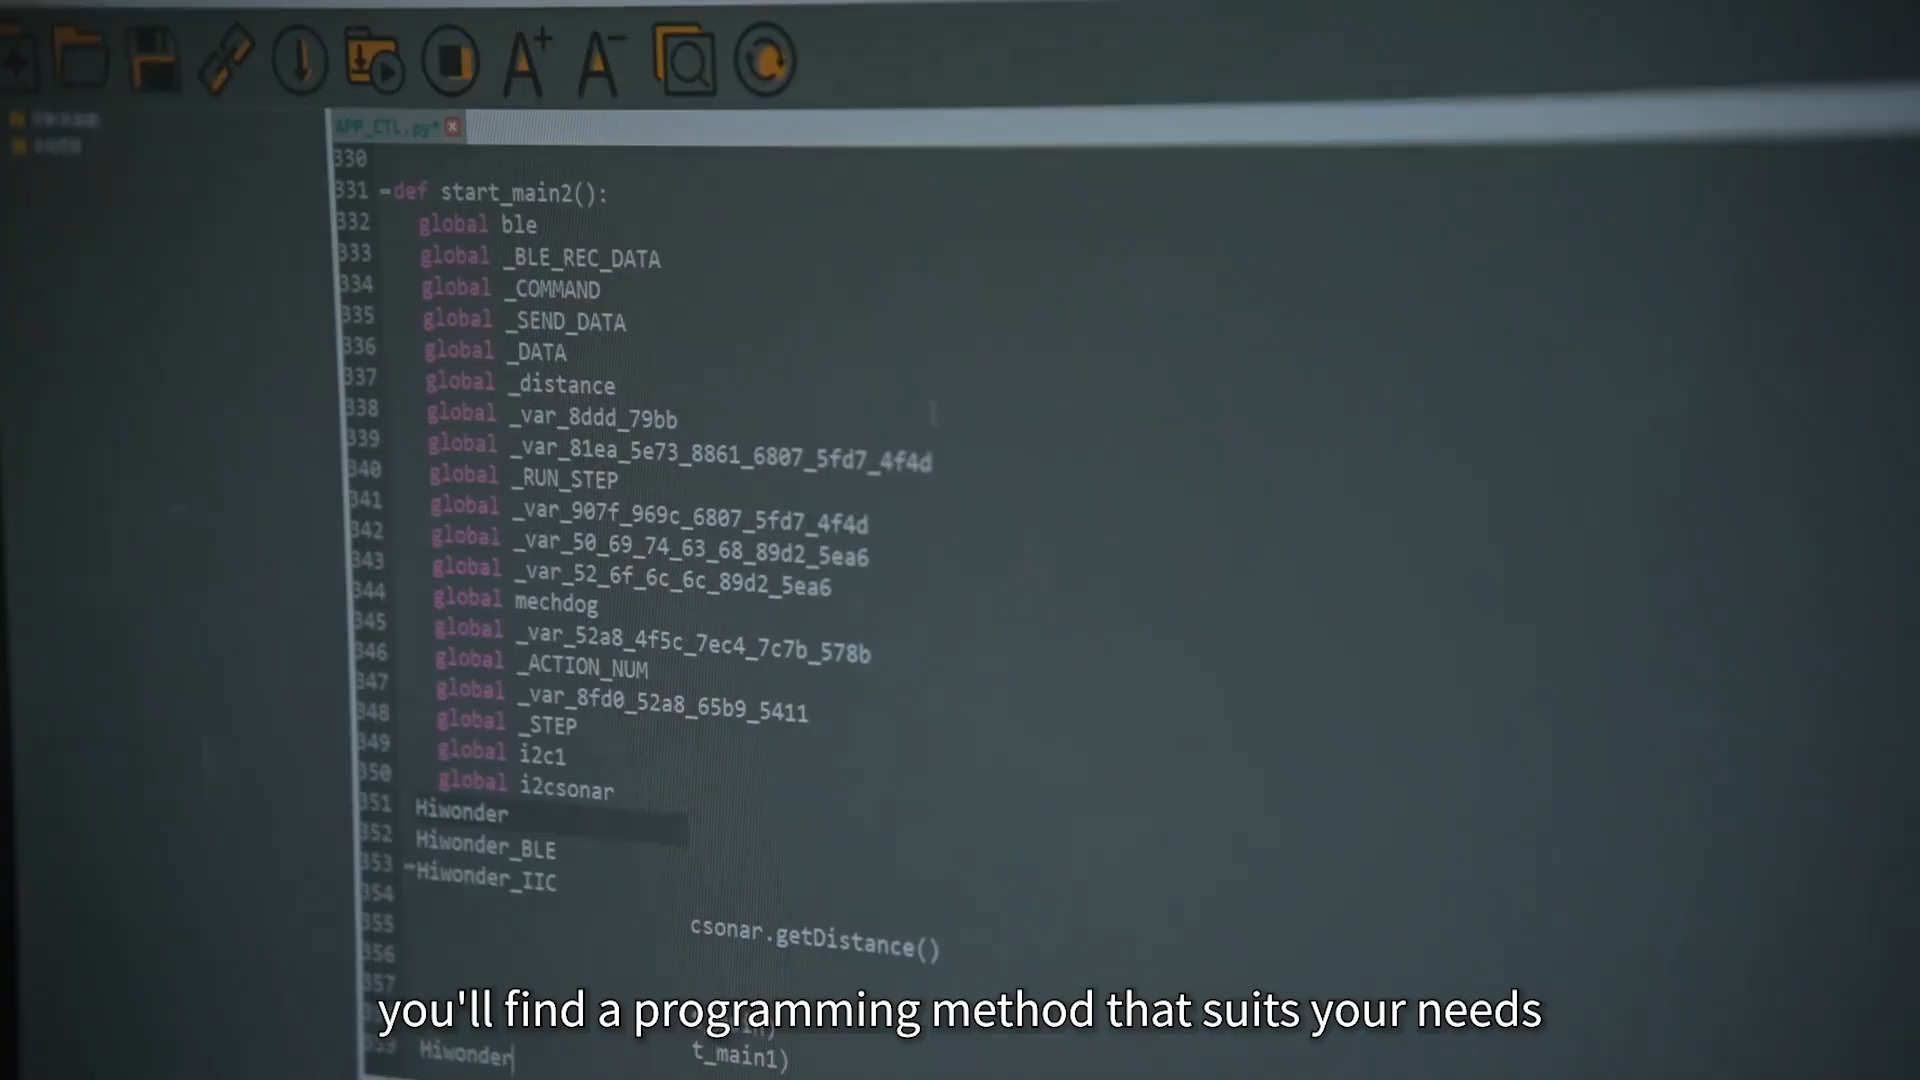 APP_CTL.py*
330
331 def start_main2():
332 global ble
333 global _BLE_REC_DATA
334 global _COMMAND
335 global _SEND_DATA
336 global _DATA
337 global _distance
338 global _var_8ddd_79bb
339 global _var_81ea_5e73_8861_6807_5fd7_4f4d
340 global _RUN_STEP
341 global _var_907f_969c_6807_5fd7_4f4d
342 global _var_50_69_74_63_68_89d2_5ea6
343 global _var_52_6f_6c_6c_89d2_5ea6
344 global mechdog
345 global _var_52a8_4f5c_7ec4_7c7b_578b
346 global _ACTION_NUM
347 global _var_8fd0_52a8_65b9_5411
348 global _STEP
349 global i2c1
350 global i2csonar
351 Hiwonder
352 Hiwonder_BLE
353 Hiwonder_IIC
354
355 csonar.getDistance()
356
357
you'll find a programming method that suits your needs
359 Hiwonder t_main1)